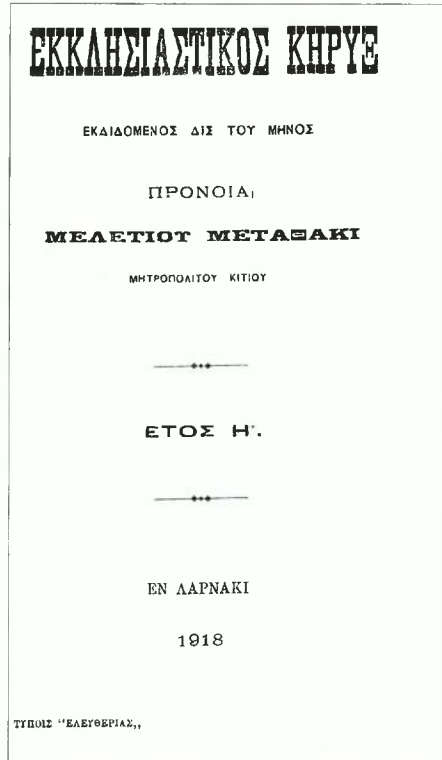 ΕΚΚΛΗΣΙΑΣΤΙΚΟΣ ΚΗΡΥΞ
ΕΚΔΙΔΟΜΕΝΟΣ ΔΙΣ ΤΟΥ ΜΗΝΟΣ
ΠΡΟΝΟΙΑι
ΜΕΛΕΤΙΟΥ ΜΕΤΑΞΑΚΙ
ΜΗΤΡΟΠΟΛΙΤΟΥ ΚΙΤΙΟΥ
ΕΤΟΣ Η'.
ΕΝ ΛΑΡΝΑΚΙ
1918
ΤΥΠΟΙΣ "ΕΛΕΥΘΕΡΙΑΣ,,